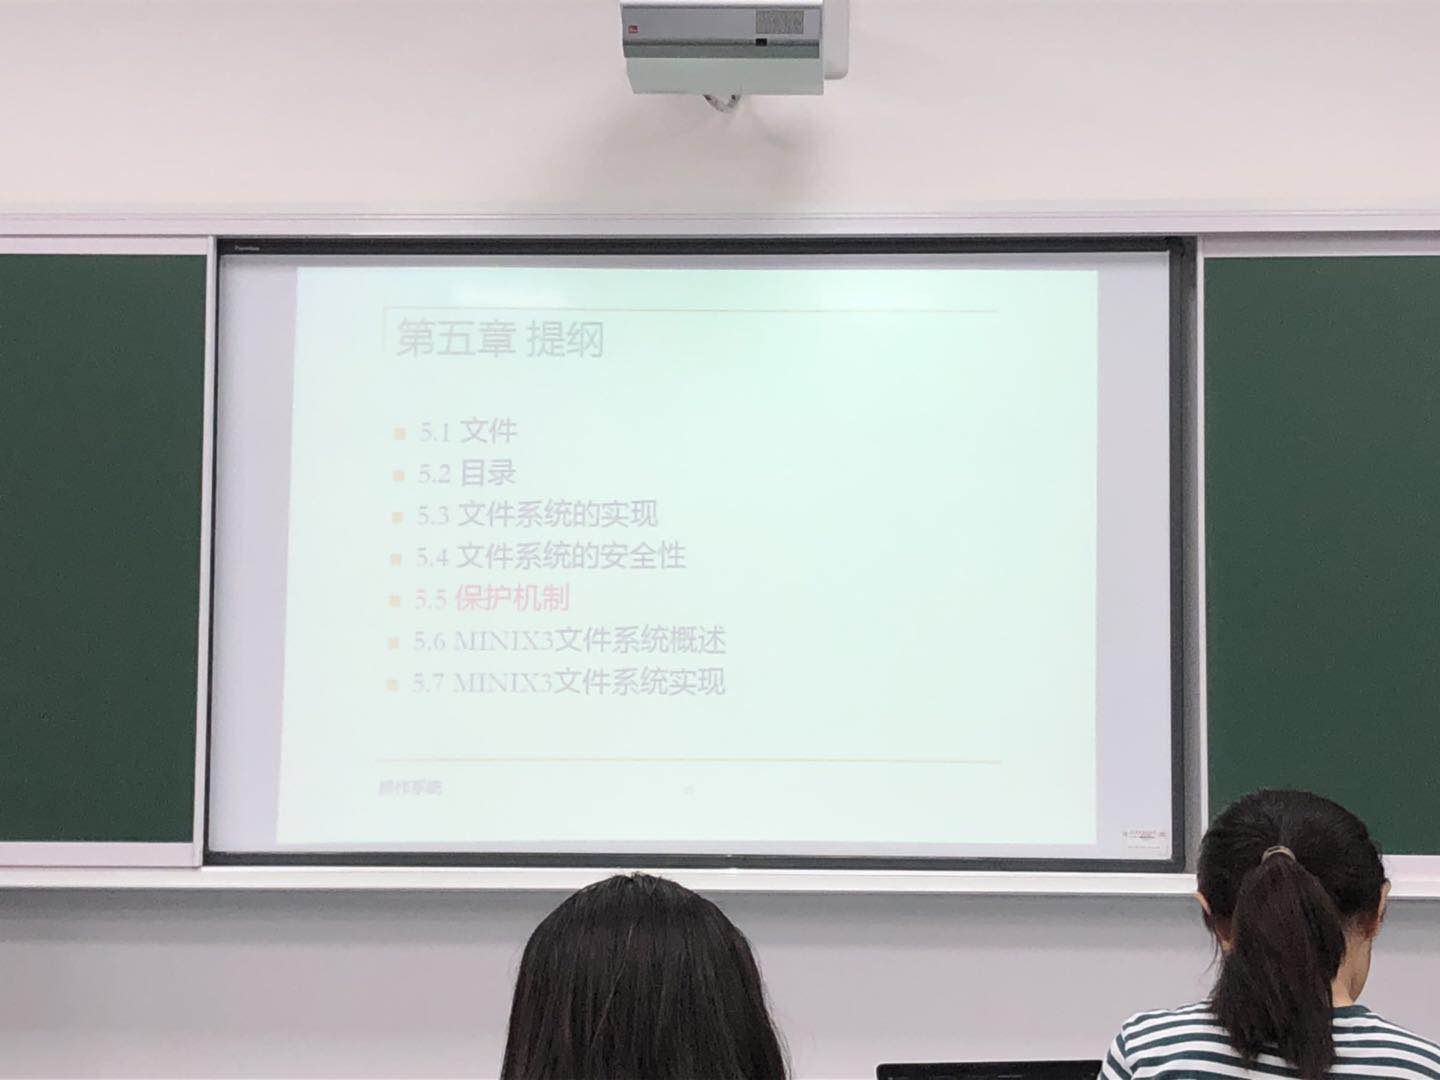 第五章 提纲
5.1 文件
5.2 目录
5.3 文件系统的实现
5.4 文件系统的安全性
5.5 保护机制
5.6 MINIX3文件系统概述
5.7 MINIX3文件系统实现
操作系统